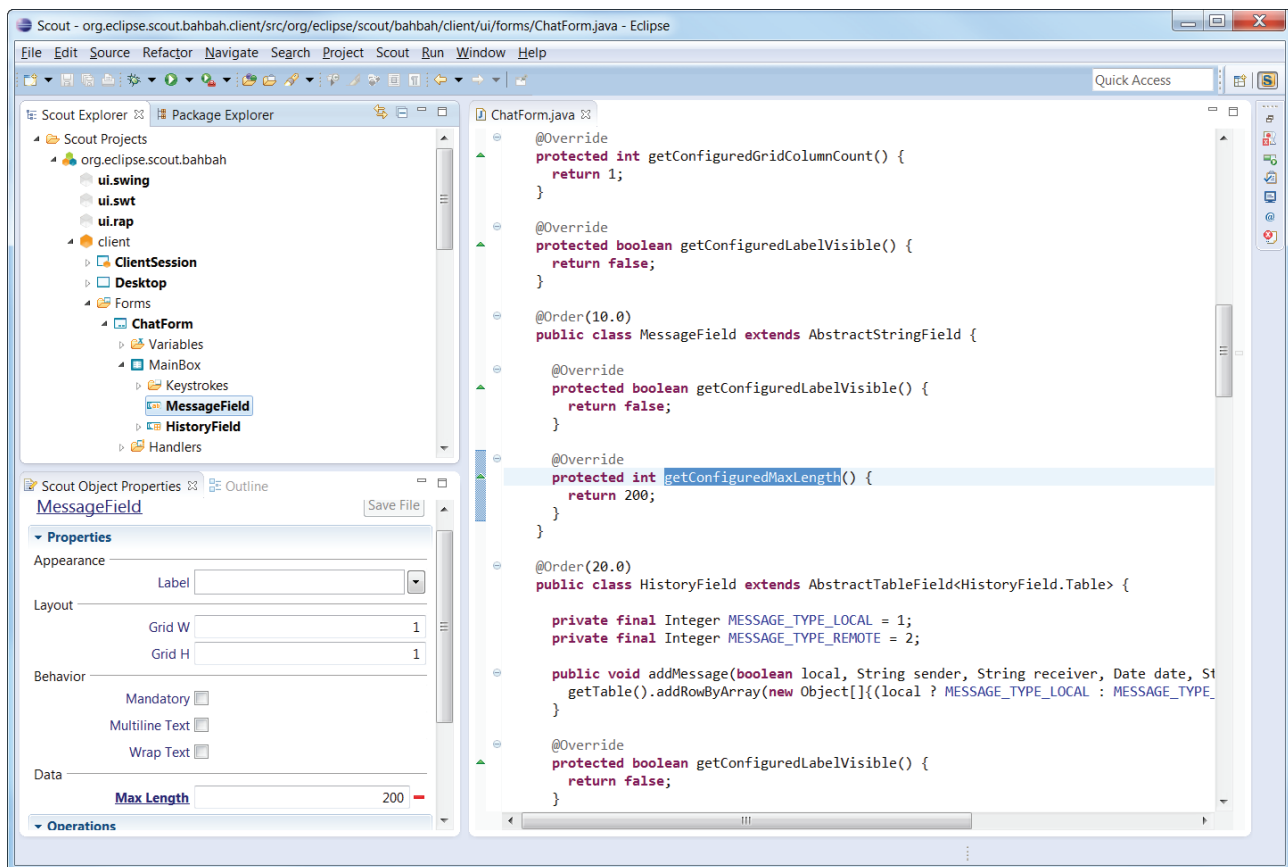 Scout - org.eclipse.scout.bahbah.client/src/org/eclipse/scout/bahbah/client/ui/forms/ChatForm.java - Eclipse
File Edit Source Refactor Navigate Search Project Scout Run Window Help
Quick Access
Scout Explorer Package Explorer
Scout Projects
org.eclipse.scout.bahbah
ui.swing
ui.swt
ui.rap
client
ClientSession
Desktop
Forms
ChatForm
Variables
MainBox
Keystrokes
MessageField
HistoryField
Handlers
Scout Object Properties Outline
MessageField Save File
Properties
Appearance
Label
Layout
Grid W 1
Grid H 1
Behavior
Mandatory
Multiline Text
Wrap Text
Data
Max Length 200
Operations
ChatForm.java
@Override
protected int getConfiguredGridColumnCount() {
return 1;
}
@Override
protected boolean getConfiguredLabelVisible() {
return false;
}
@Order(10.0)
public class MessageField extends AbstractStringField {
@Override
protected boolean getConfiguredLabelVisible() {
return false;
}
@Override
protected int getConfiguredMaxLength() {
return 200;
}
}
@Order(20.0)
public class HistoryField extends AbstractTableField<HistoryField.Table> {
private final Integer MESSAGE_TYPE_LOCAL = 1;
private final Integer MESSAGE_TYPE_REMOTE = 2;
public void addMessage(boolean local, String sender, String receiver, Date date, St
getTable().addRowByArray(new Object[]{(local ? MESSAGE_TYPE_LOCAL : MESSAGE_TYPE_
}
@Override
protected boolean getConfiguredLabelVisible() {
return false;
}